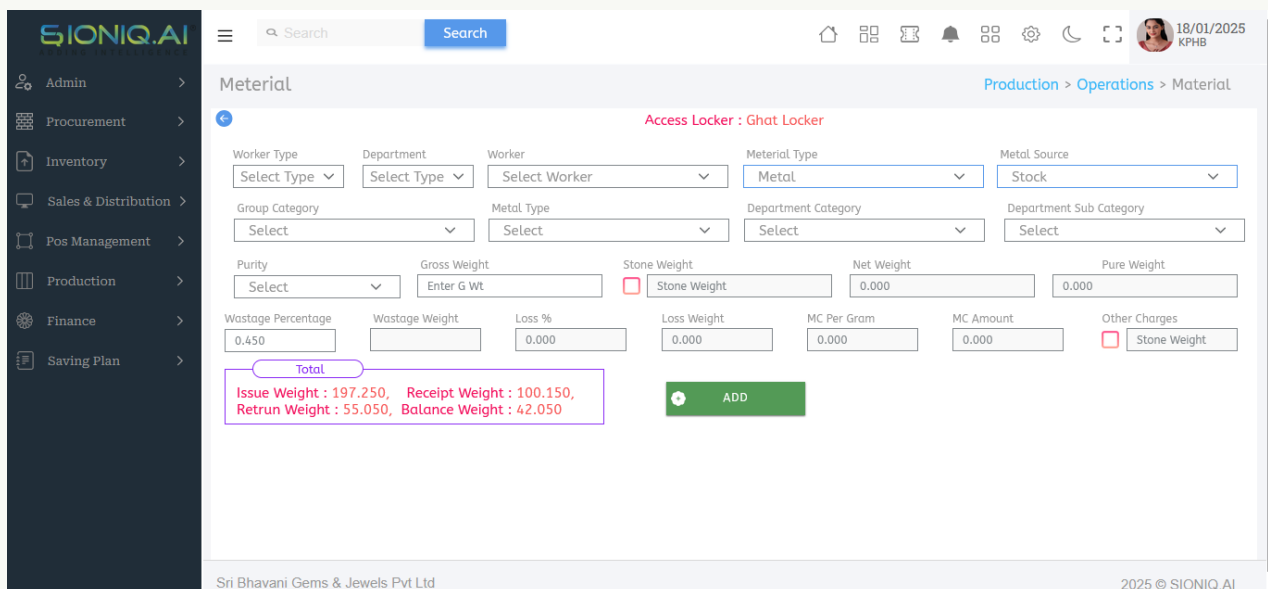 SIONIQ.AI
Search
Search
18/01/2025
KPHB
Admin
Procurement
Inventory
Sales & Distribution
Pos Management
Production
Finance
Saving Plan
Meterial
Production > Operations > Material
Access Locker : Ghat Locker
Worker Type Department Worker Meterial Type Metal Source
Select Type Select Type Select Worker Metal Stock
Group Category Metal Type Department Category Department Sub Category
Select Select Select Select
Purity Gross Weight Stone Weight Net Weight Pure Weight
Select Enter G Wt Stone Weight 0.000 0.000
Wastage Percentage Wastage Weight Loss % Loss Weight MC Per Gram MC Amount Other Charges
0.450 0.000 0.000 0.000 0.000 Stone Weight
Total
Issue Weight : 197.250, Receipt Weight : 100.150,
Retrun Weight : 55.050, Balance Weight : 42.050
ADD
Sri Bhavani Gems & Jewels Pvt Ltd
2025 © SIONIQ.AI